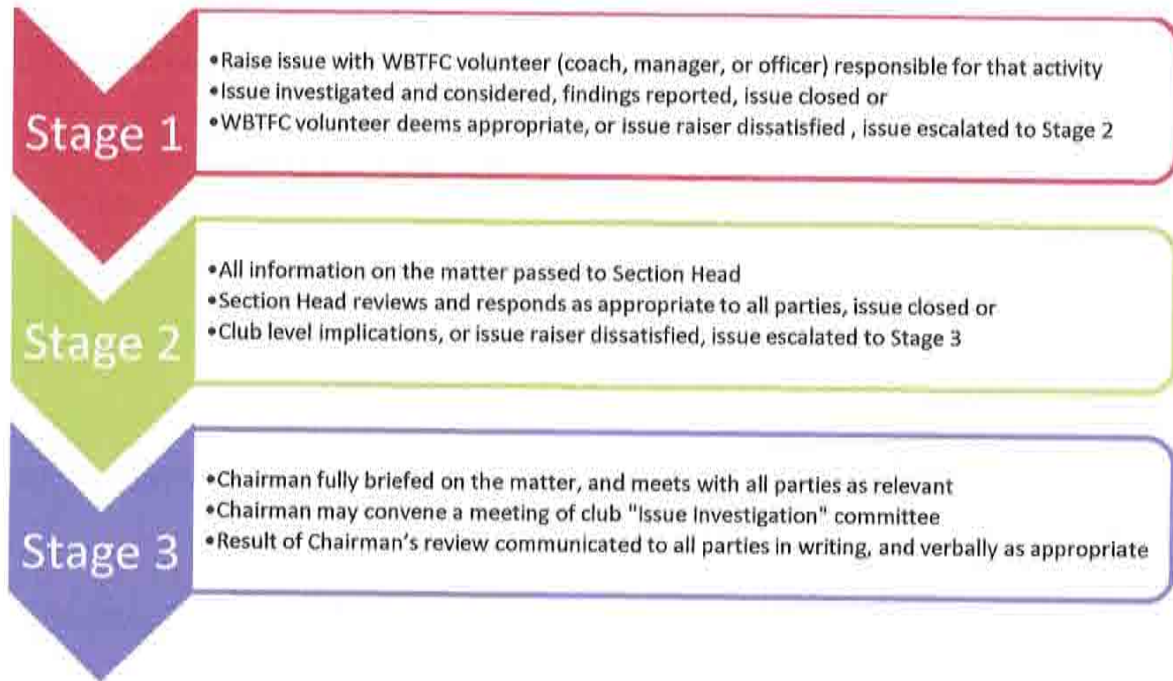 Stage 1
•Raise issue with WBTFC volunteer (coach, manager, or officer) responsible for that activity
•Issue investigated and considered, findings reported, issue closed or
•WBTFC volunteer deems appropriate, or issue raiser dissatisfied , issue escalated to Stage 2
Stage 2
•All information on the matter passed to Section Head
•Section Head reviews and responds as appropriate to all parties, issue closed or
•Club level implications, or issue raiser dissatisfied, issue escalated to Stage 3
Stage 3
•Chairman fully briefed on the matter, and meets with all parties as relevant
•Chairman may convene a meeting of club "Issue Investigation" committee
•Result of Chairman's review communicated to all parties in writing, and verbally as appropriate